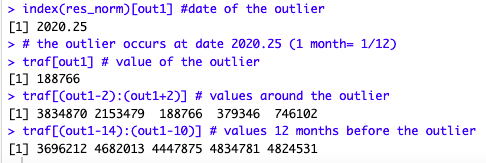 > index(res_norm)[out1] #date of the outlier
[1] 2020.25
> # the outlier occurs at date 2020.25 (1 month= 1/12)
> traf[out1] # value of the outlier
[1] 188766
> traf[(out1-2):(out1+2)] # values around the outlier
[1] 3834870 2153479  188766  379346  746102
> traf[(out1-14):(out1-10)] # values 12 months before the outlier
[1] 3696212 4682013 4447875 4834781 4824531